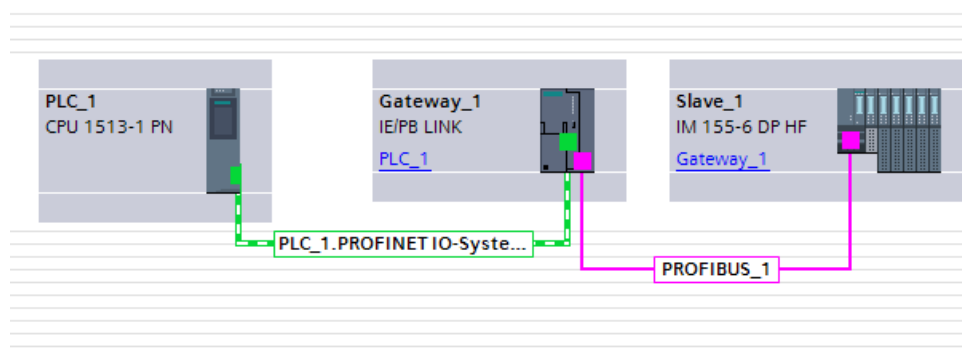 PLC_1
CPU 1513-1 PN
Gateway_1
IE/PB LINK
PLC_1
Slave_1
IM 155-6 DP HF
Gateway_1
PLC_1.PROFINET IO-Syste...
PROFIBUS_1